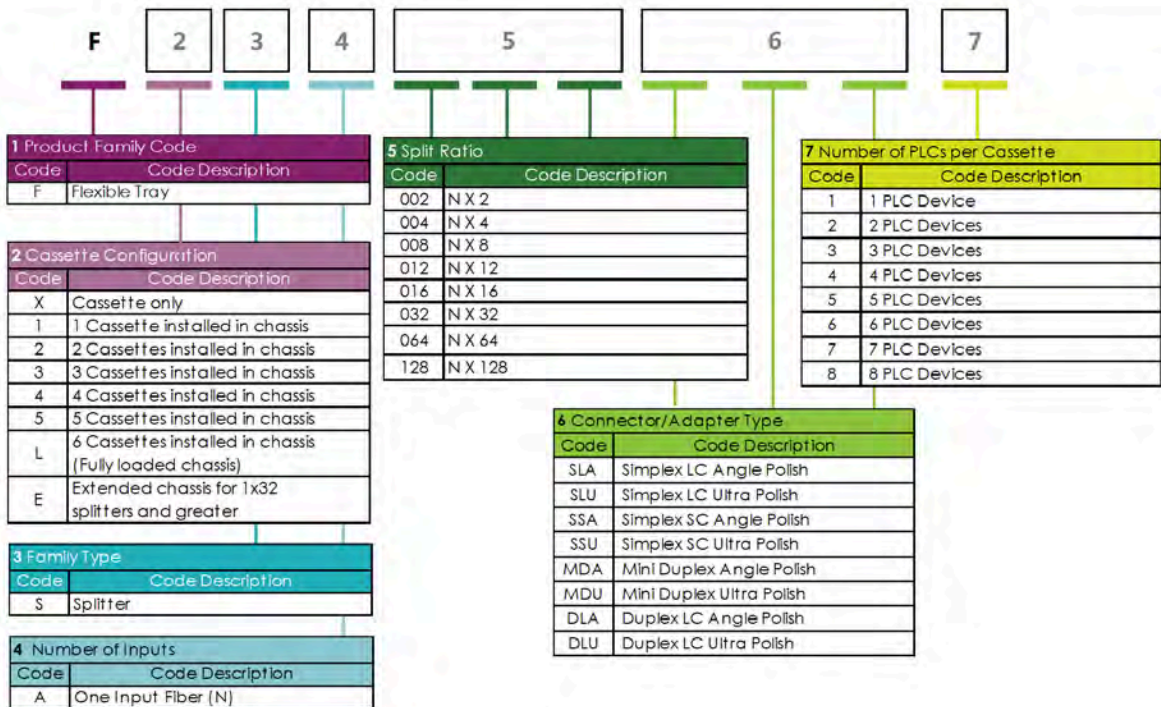 F 2 3 4 5 6 7
1 Product Family Code
Code Code Description
F Flexible Tray
2 Cassette Configuration
Code Code Description
X Cassette only
1 1 Cassette installed in chassis
2 2 Cassettes installed in chassis
3 3 Cassettes installed in chassis
4 4 Cassettes installed in chassis
5 5 Cassettes installed in chassis
L 6 Cassettes installed in chassis
(Fully loaded chassis)
E Extended chassis for 1x32
splitters and greater
3 Family Type
Code Code Description
S Splitter
4 Number of Inputs
Code Code Description
A One Input Fiber (N)
5 Split Ratio
Code Code Description
002 N X 2
004 N X 4
008 N X 8
012 N X 12
016 N X 16
032 N X 32
064 N X 64
128 N X 128
6 Connector/Adapter Type
Code Code Description
SLA Simplex LC Angle Polish
SLU Simplex LC Ultra Polish
SSA Simplex SC Angle Polish
SSU Simplex SC Ultra Polish
MDA Mini Duplex Angle Polish
MDU Mini Duplex Ultra Polish
DLA Duplex LC Angle Polish
DLU Duplex LC Ultra Polish
7 Number of PLCs per Cassette
Code Code Description
1 1 PLC Device
2 2 PLC Devices
3 3 PLC Devices
4 4 PLC Devices
5 5 PLC Devices
6 6 PLC Devices
7 7 PLC Devices
8 8 PLC Devices